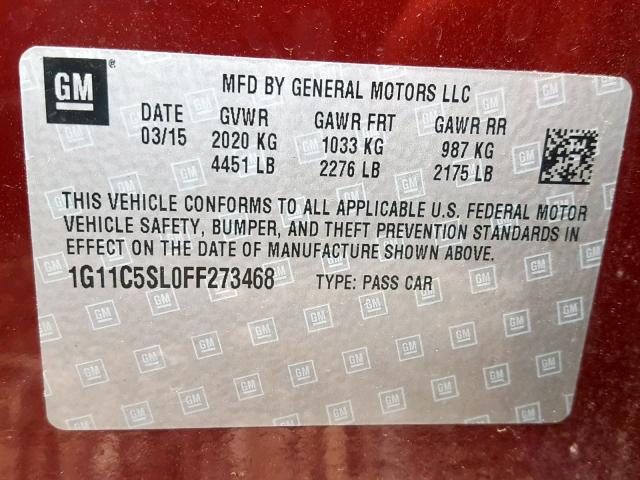 GM ®
MFD BY GENERAL MOTORS LLC
DATE GVWR GAWR FRT GAWR RR
03/15 2020 KG 1033 KG 987 KG
4451 LB 2276 LB 2175 LB
THIS VEHICLE CONFORMS TO ALL APPLICABLE U.S. FEDERAL MOTOR
VEHICLE SAFETY, BUMPER, AND THEFT PREVENTION STANDARDS IN
EFFECT ON THE DATE OF MANUFACTURE SHOWN ABOVE.
1G11C5SL0FF273468 TYPE: PASS CAR